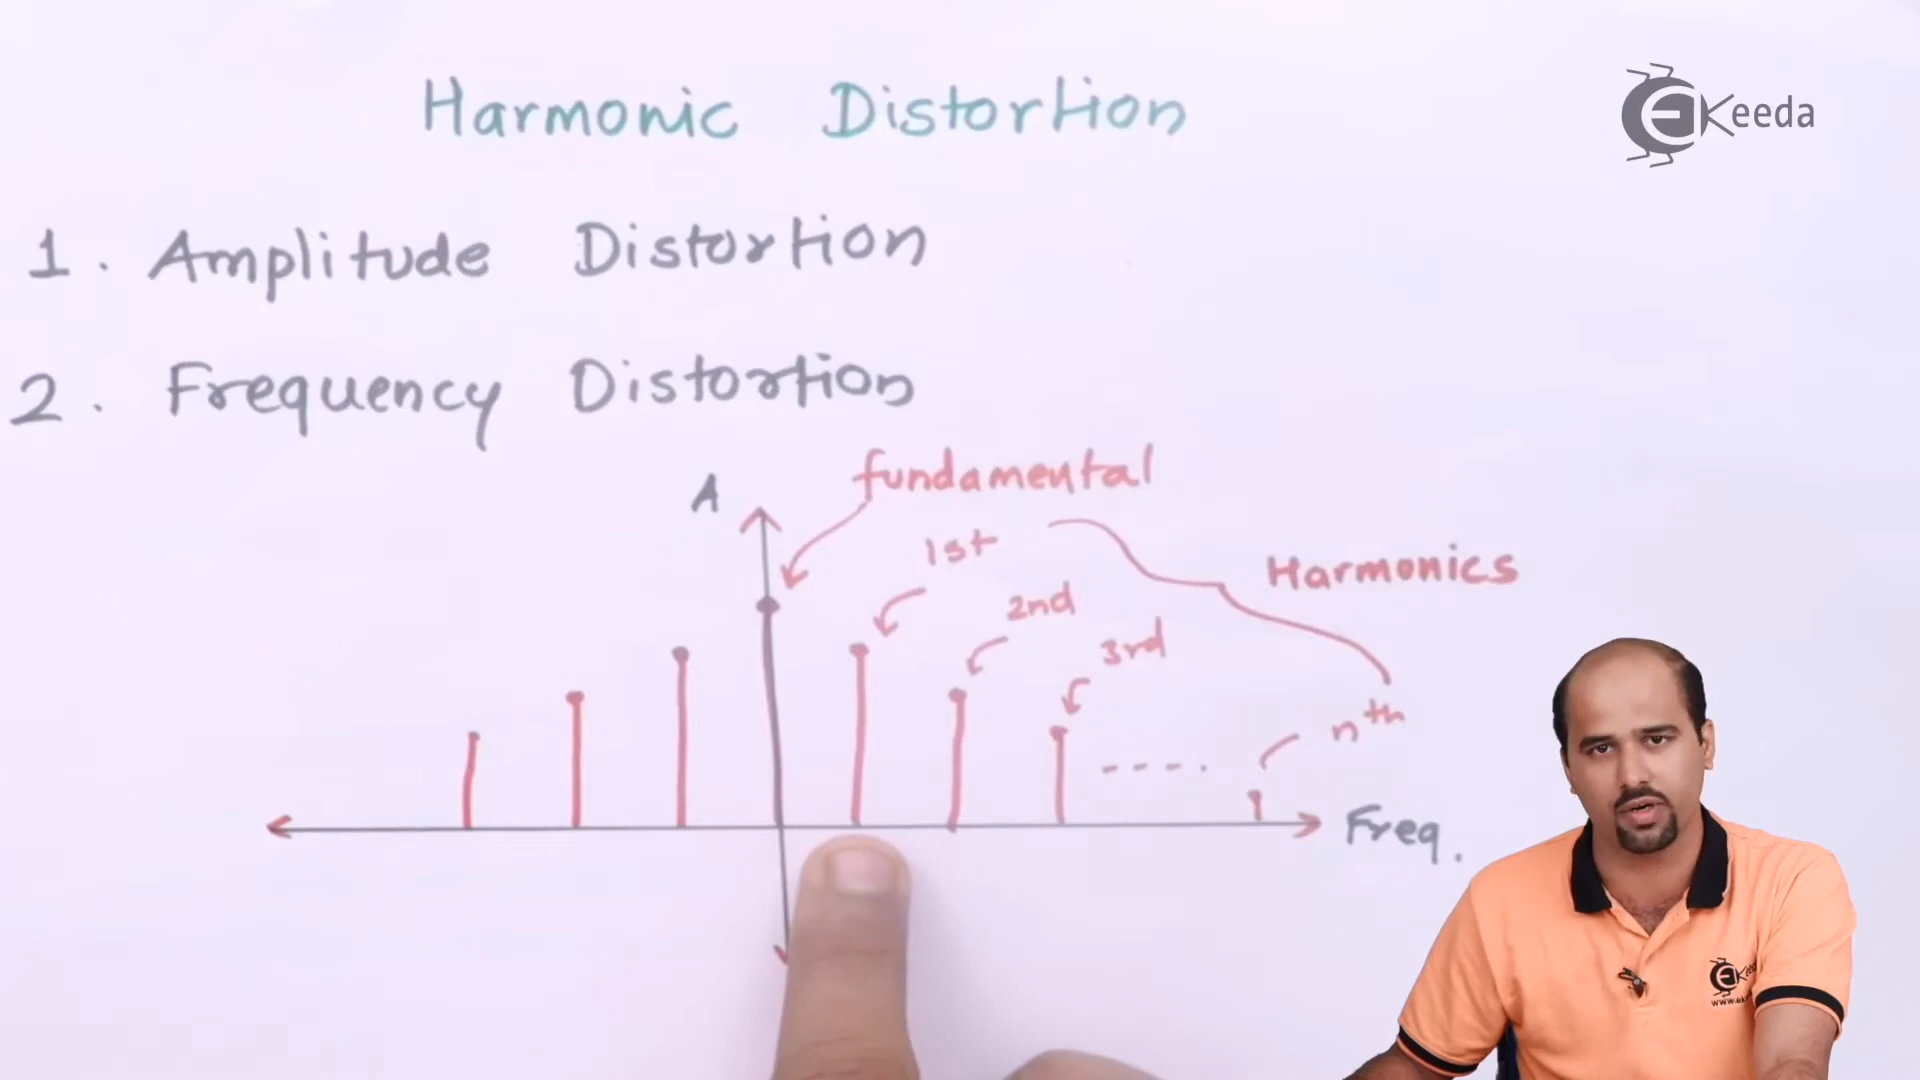 Harmonic Distortion
EKeeda
1. Amplitude Distortion
2. Frequency Distortion
A
fundamental
1st
2nd
3rd
Harmonics
nth
Freq.